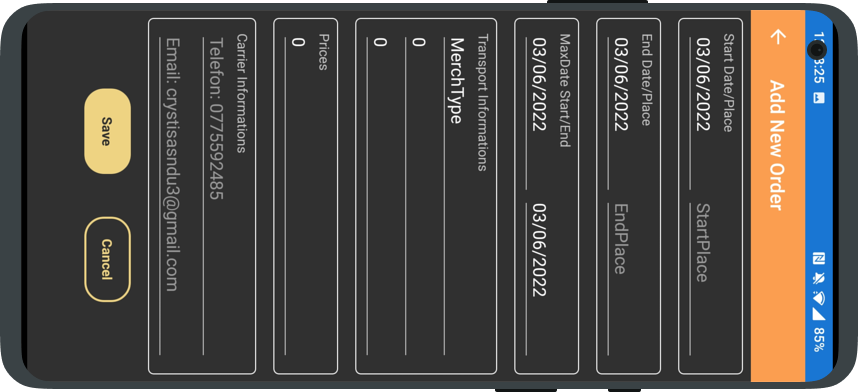 85%
Add New Order
Start Date/Place
03/06/2022 StartPlace
End Date/Place
03/06/2022 EndPlace
MaxDate Start/End
03/06/2022 03/06/2022
Transport Informations
MerchType
0
0
Prices
0
Carrier Informations
Telefon: 0775592485
Email: crystisasndu3@gmail.com
Save Cancel